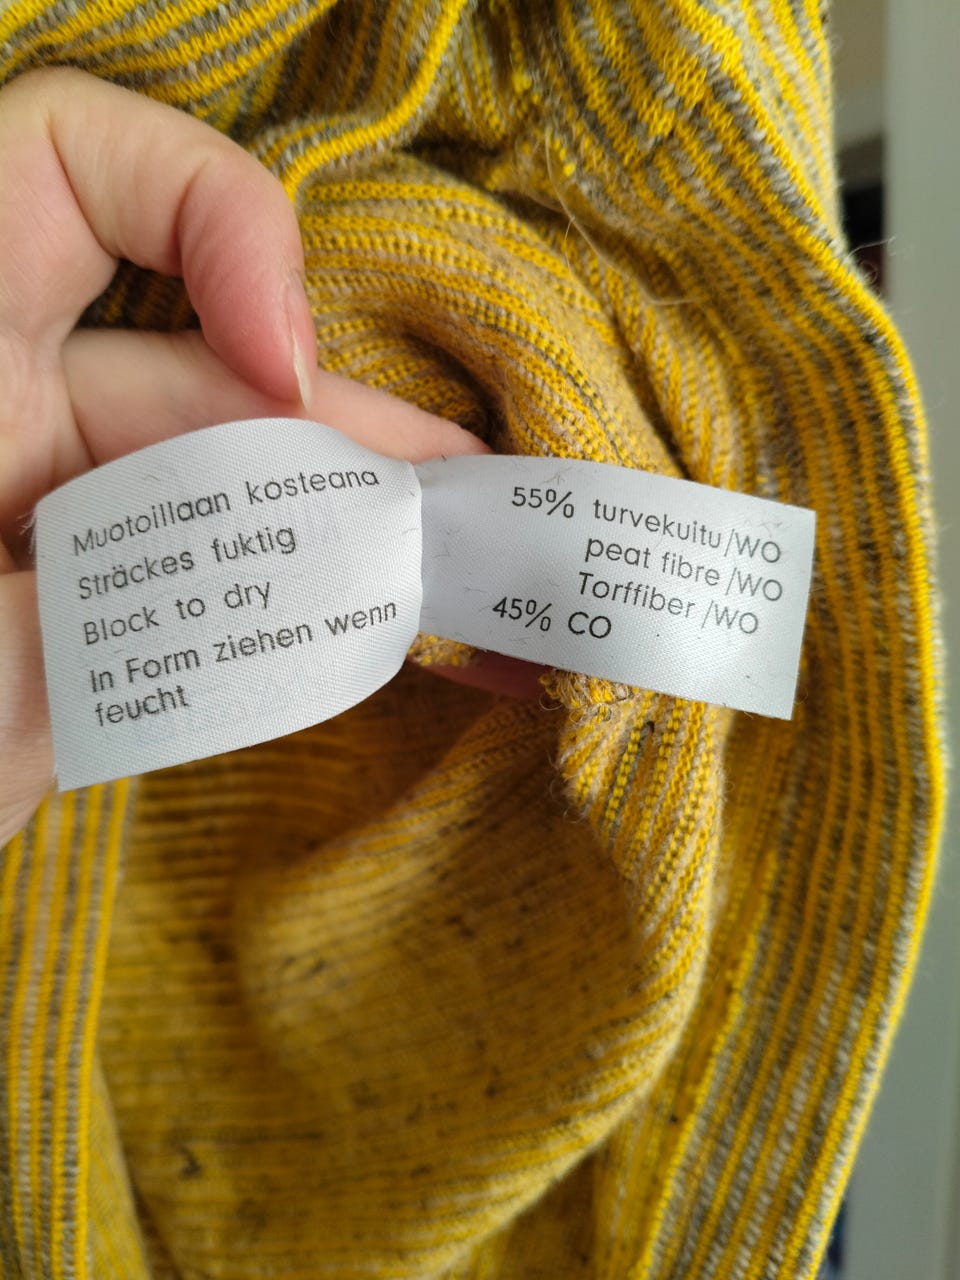 Muotoillaan kosteana
Sträckes fuktig
Block to dry
in Form ziehen wenn
feucht
55% turvekuitu/WO
peat fibre /WO
Torffiber /WO
45% CO